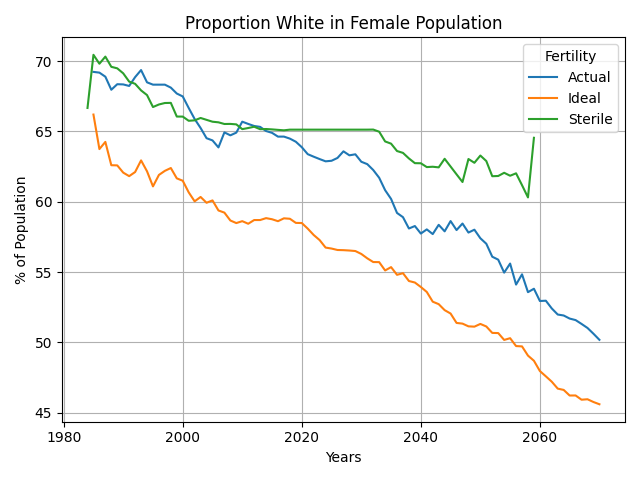 Proportion White in Female Population
Fertility
Actual
Ideal
Sterile
% of Population
70
65
60
55
50
45
1980
2000
2020
2040
2060
Years